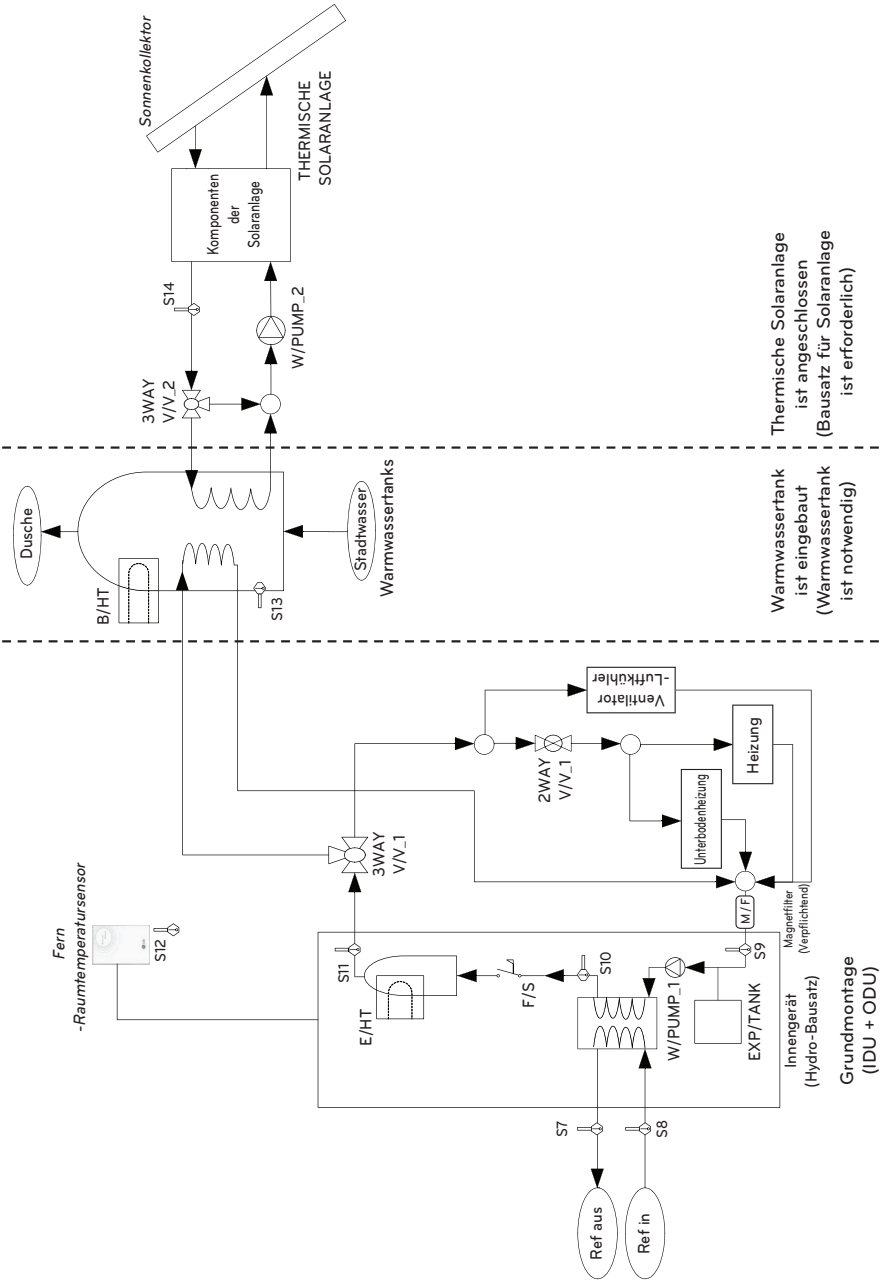 Sonnenkollektor
THERMISCHE
SOLARANLAGE
Komponenten
der
Solaranlage
S14
W/PUMP_2
3WAY
V/V_2
Thermische Solaranlage
ist angeschlossen
(Bausatz für Solaranlage
ist erforderlich)
Dusche
Stadtwasser
Warmwassertanks
B/HT
S13
Warmwassertank
ist eingebaut
(Warmwassertank
ist notwendig)
Ventilator
-Luftkühler
Heizung
2WAY
V/V_1
Unterbodenheizung
3WAY
V/V_1
Fern
-Raumtemperatursensor
S12
M/F
Magnetfilter
(Verpflichtend)
S11
S9
S10
F/S
E/HT
W/PUMP_1
EXP/TANK
Innengerät
(Hydro-Bausatz)
Grundmontage
(IDU + ODU)
S7
S8
Ref aus
Ref in